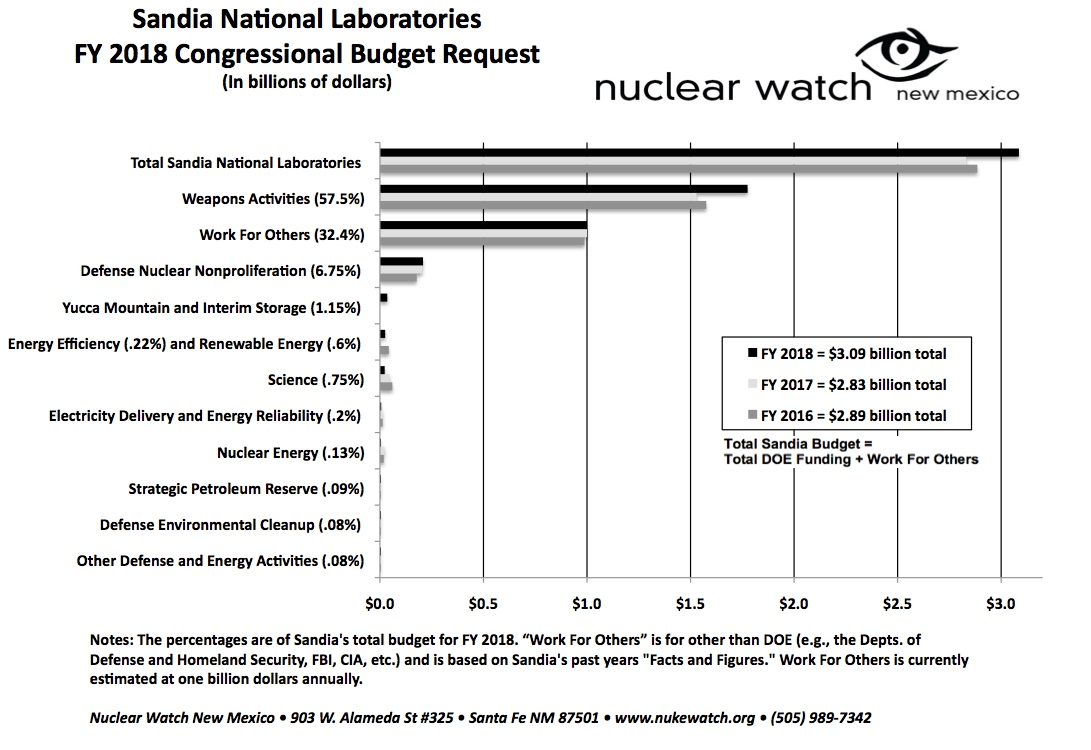 Sandia National Laboratories
FY 2018 Congressional Budget Request
(In billions of dollars)
nuclear watch
new mexico
Total Sandia National Laboratories
Weapons Activities (57.5%)
Work For Others (32.4%)
Defense Nuclear Nonproliferation (6.75%)
Yucca Mountain and Interim Storage (1.15%)
Energy Efficiency (.22%) and Renewable Energy (.6%)
Science (.75%)
Electricity Delivery and Energy Reliability (.2%)
Nuclear Energy (.13%)
Strategic Petroleum Reserve (.09%)
Defense Environmental Cleanup (.08%)
Other Defense and Energy Activities (.08%)
FY 2018 = $3.09 billion total
FY 2017 = $2.83 billion total
FY 2016 = $2.89 billion total
Total Sandia Budget =
Total DOE Funding + Work For Others
$0.0 $0.5 $1.0 $1.5 $2.0 $2.5 $3.0
Notes: The percentages are of Sandia's total budget for FY 2018. “Work For Others” is for other than DOE (e.g., the Depts. of
Defense and Homeland Security, FBI, CIA, etc.) and is based on Sandia's past years "Facts and Figures." Work For Others is currently
estimated at one billion dollars annually.
Nuclear Watch New Mexico • 903 W. Alameda St #325 • Santa Fe NM 87501 • www.nukewatch.org • (505) 989-7342